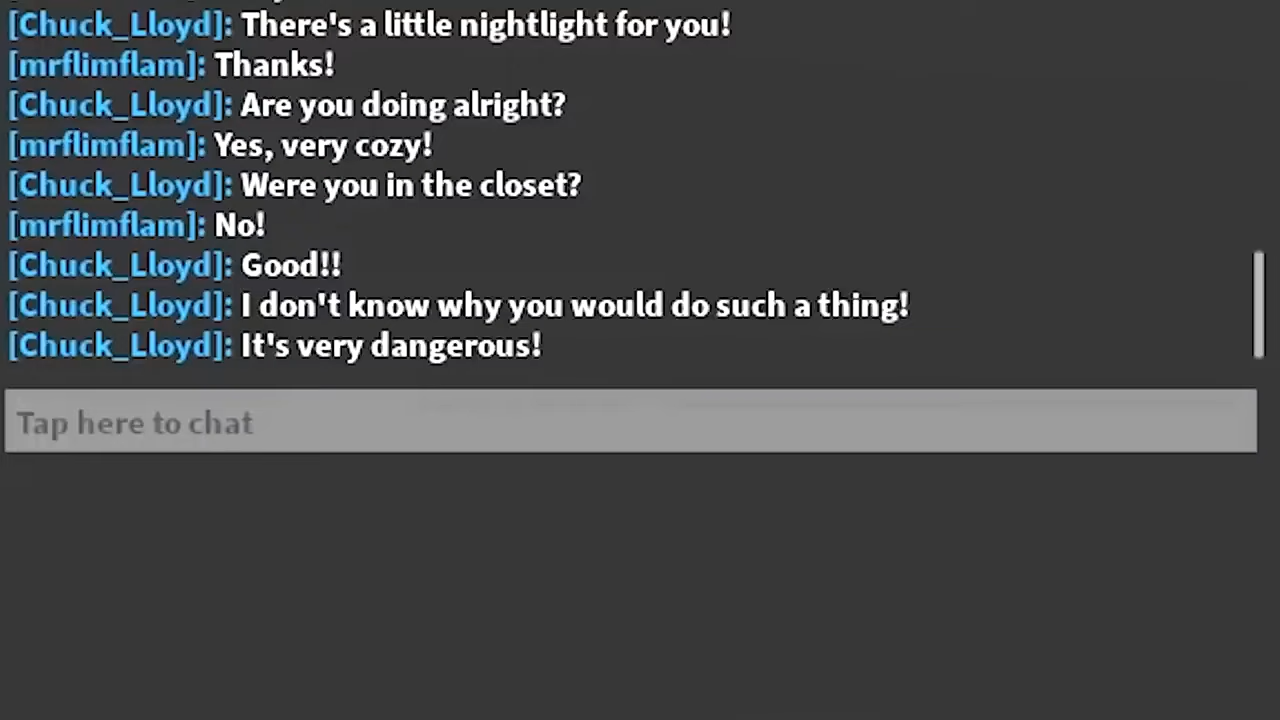 [Chuck_Lloyd]: There's a little nightlight for you!
[mrflimflam]: Thanks!
[Chuck_Lloyd]: Are you doing alright?
[mrflimflam]: Yes, very cozy!
[Chuck_Lloyd]: Were you in the closet?
[mrflimflam]: No!
[Chuck_Lloyd]: Good!!
[Chuck_Lloyd]: I don't know why you would do such a thing!
[Chuck_Lloyd]: It's very dangerous!
Tap here to chat